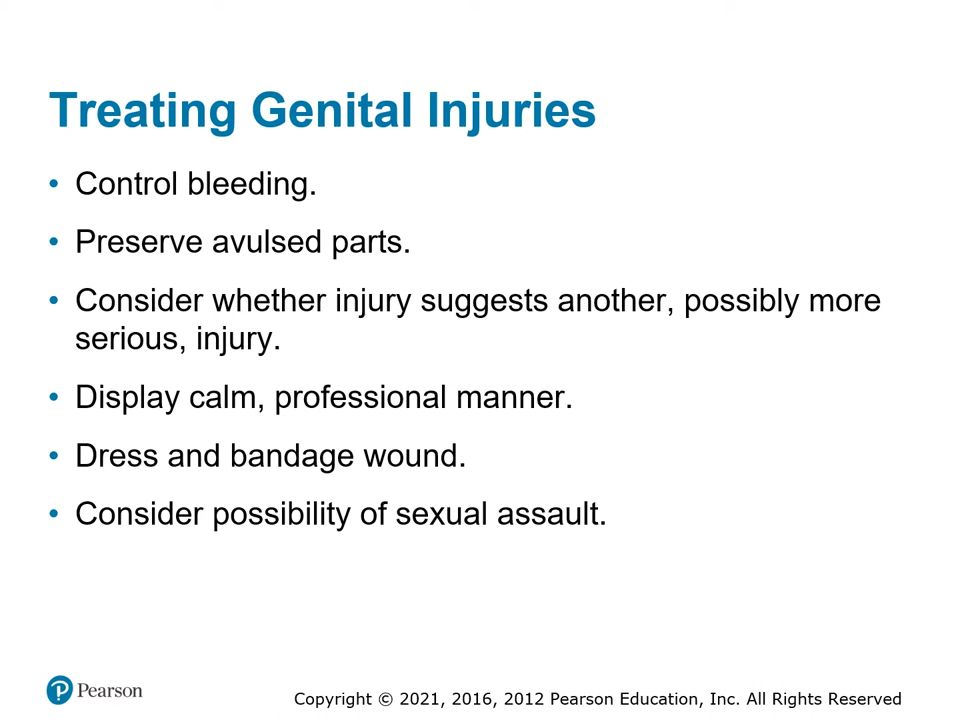 Treating Genital Injuries
• Control bleeding.
• Preserve avulsed parts.
• Consider whether injury suggests another, possibly more
serious, injury.
• Display calm, professional manner.
• Dress and bandage wound.
• Consider possibility of sexual assault.
Pearson
Copyright © 2021, 2016, 2012 Pearson Education, Inc. All Rights Reserved